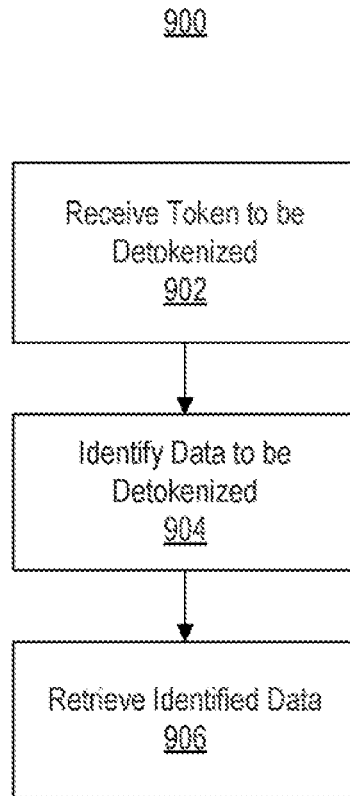 900
Receive Token to be
Detokenized
902
Identify Data to be
Detokenized
904
Retrieve Identified Data
906